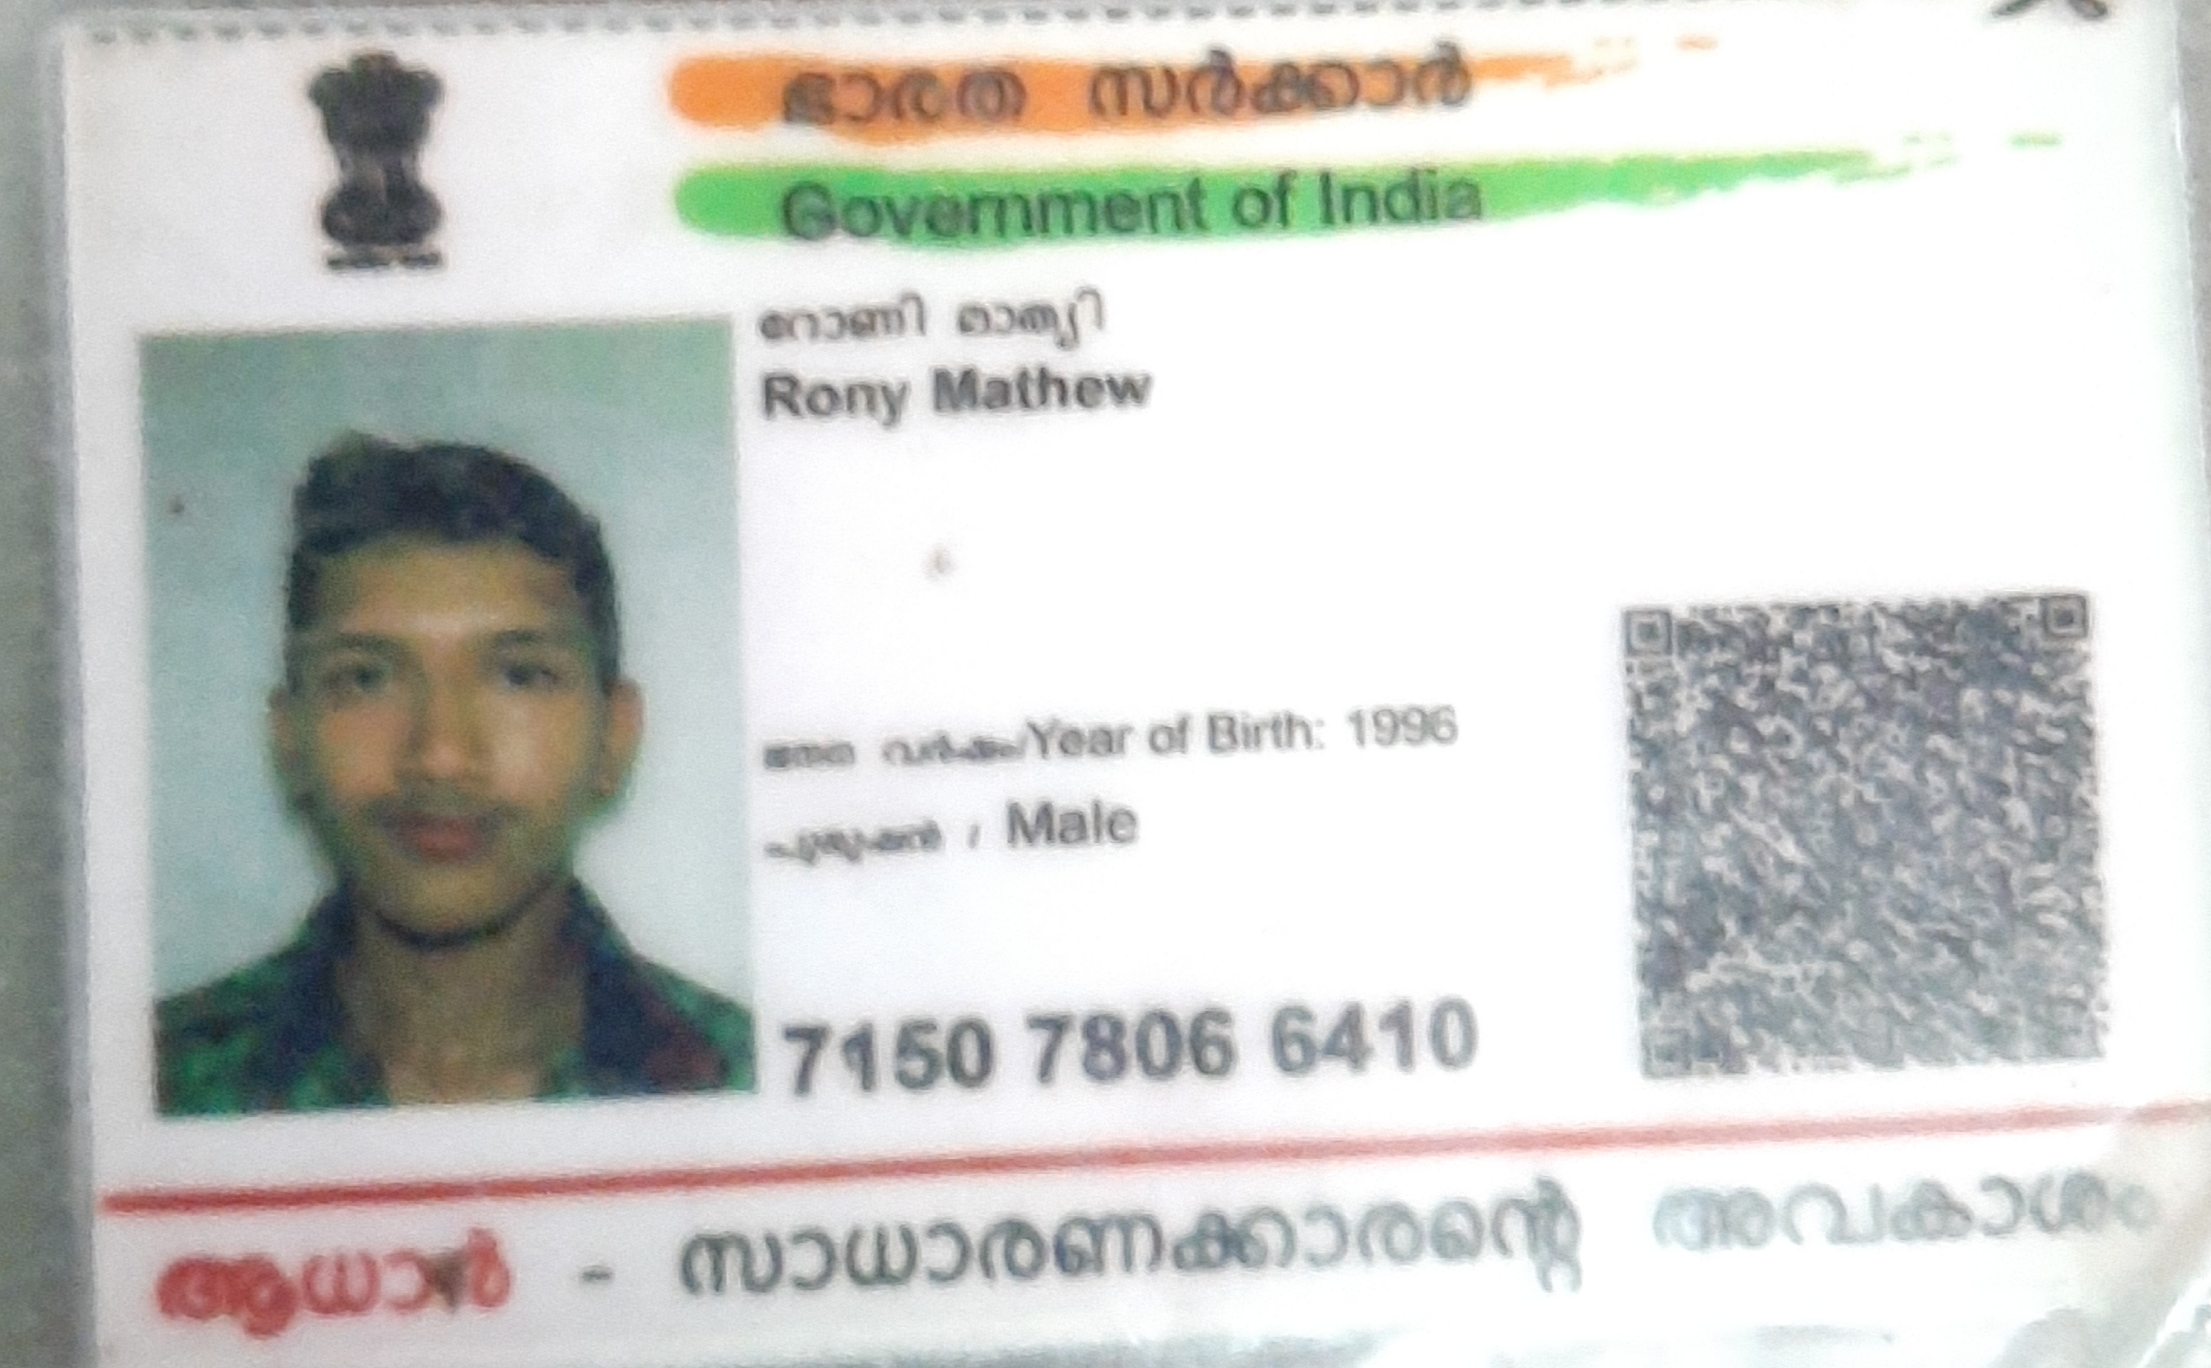 ഭാരത സർക്കാർ
Government of India
റോണി മാത്യു
Rony Mathew
ജനന വർഷം/Year of Birth: 1996
പുരുഷൻ / Male
7150 7806 6410
ആധാർ - സാധാരണക്കാരന്റെ അവകാശം